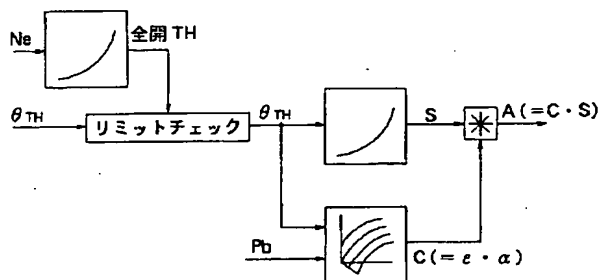 Ne
全開 TH
θTH
リミットチェック
θTH
S
A (=C・S)
Pb
C(= ε・α)